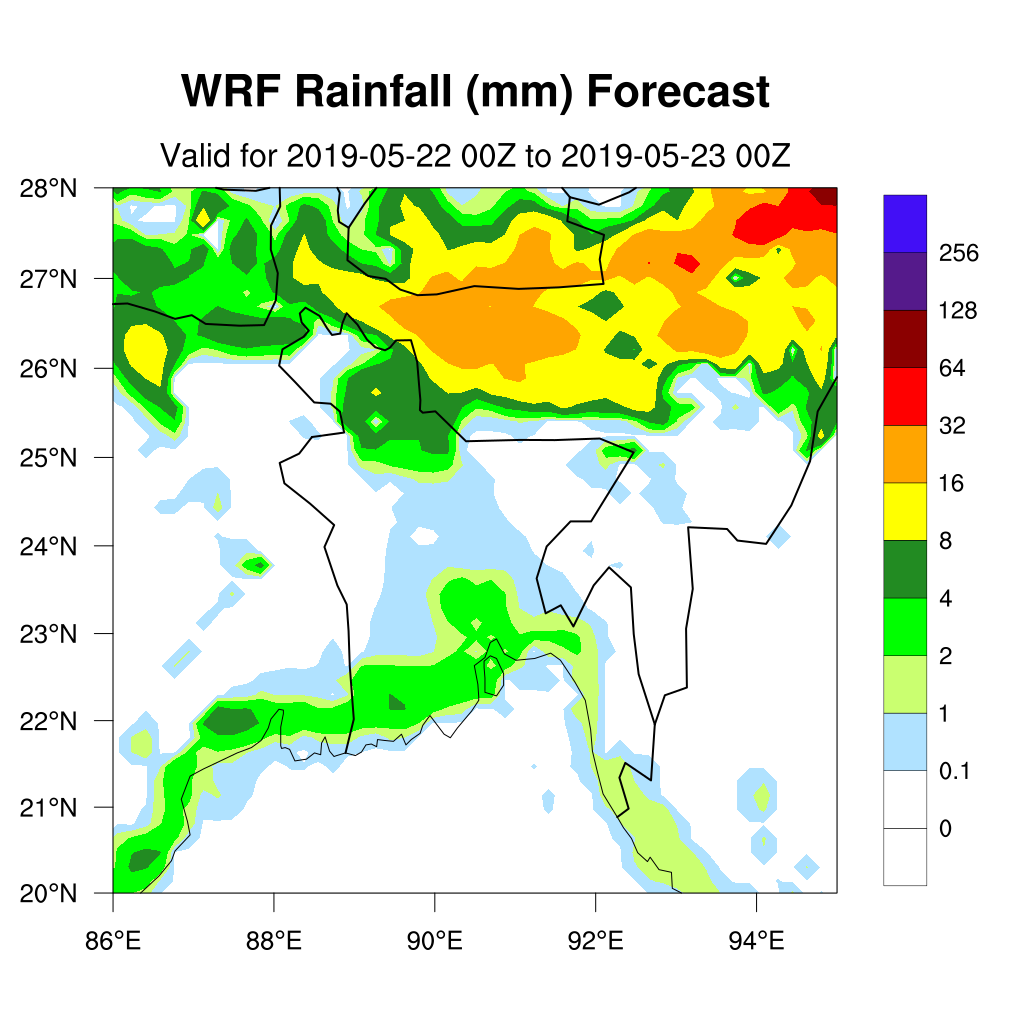 WRF Rainfall (mm) Forecast
Valid for 2019-05-22 00Z to 2019-05-23 00Z
28°N
27°N
26°N
25°N
24°N
23°N
22°N
21°N
20°N
86°E 88°E 90°E 92°E 94°E
256
128
64
32
16
8
4
2
1
0.1
0